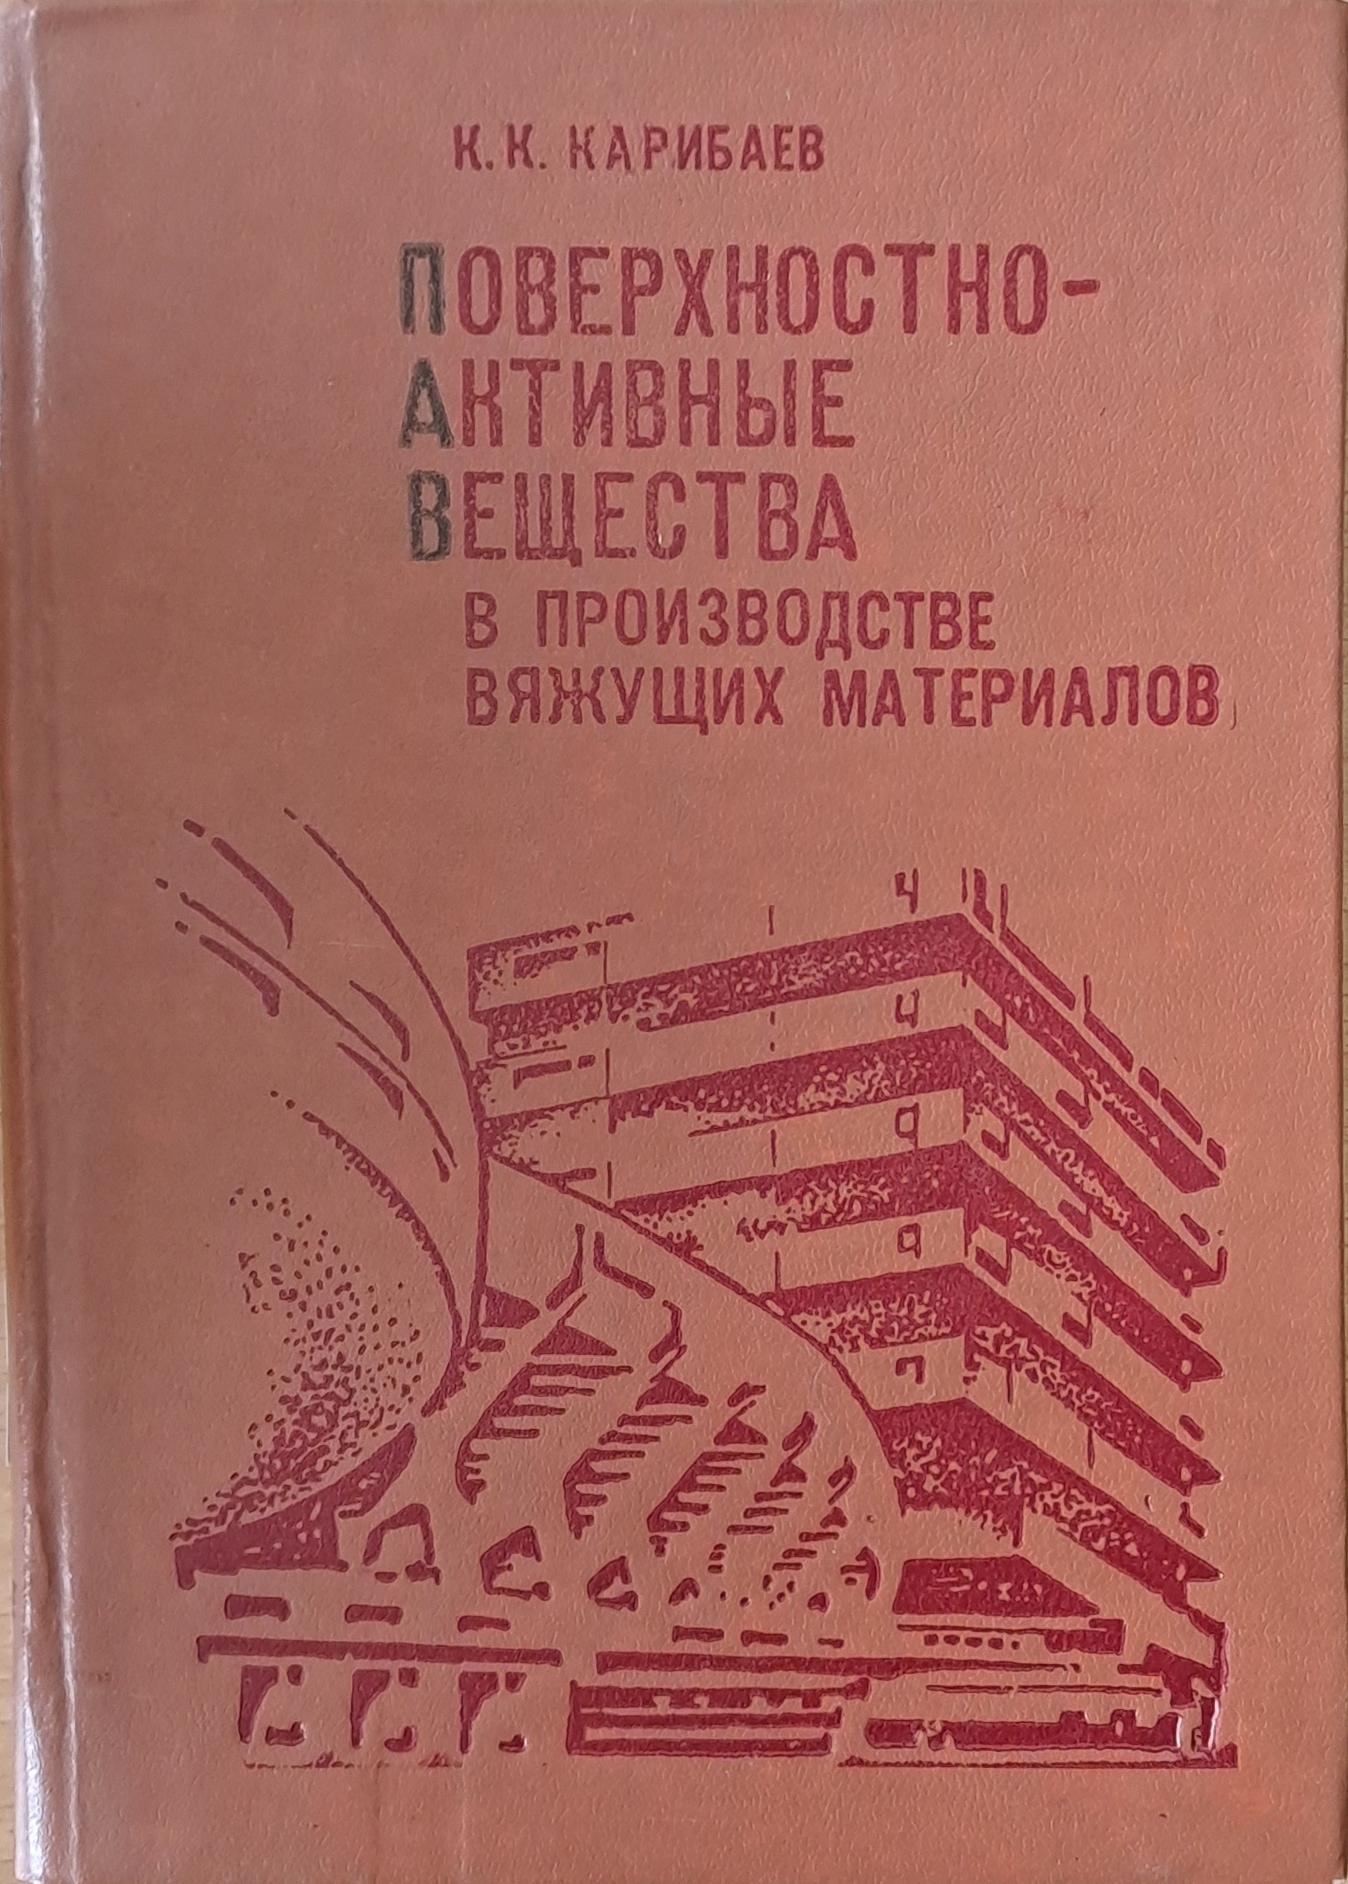 К. К. КАРИБАЕВ
ПОВЕРХНОСТНО-
АКТИВНЫЕ
ВЕЩЕСТВА
В ПРОИЗВОДСТВЕ
ВЯЖУЩИХ МАТЕРИАЛОВ